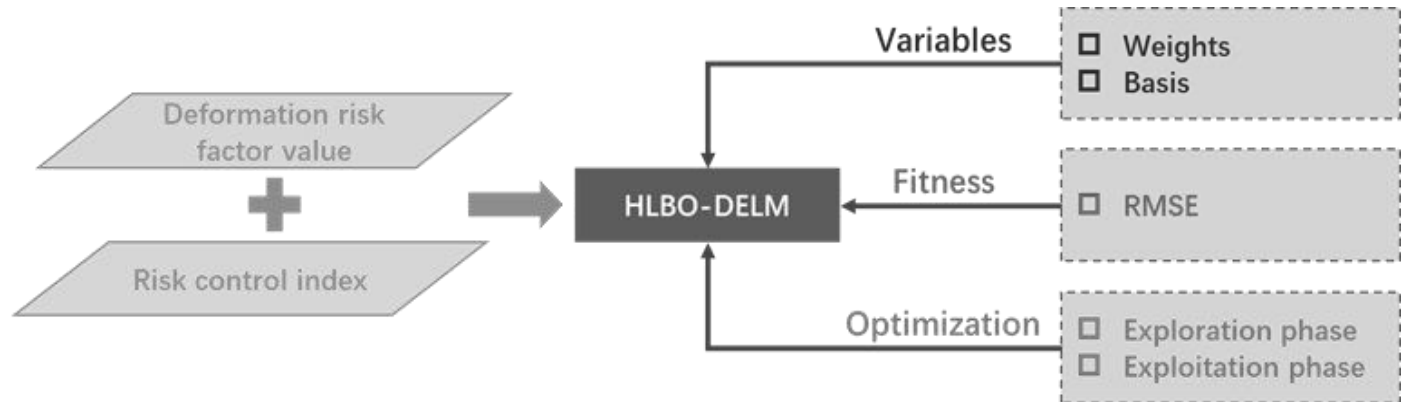 Deformation risk
factor value
Risk control index
HLBO-DELM
Variables
Weights
Basis
Fitness
RMSE
Optimization
Exploration phase
Exploitation phase